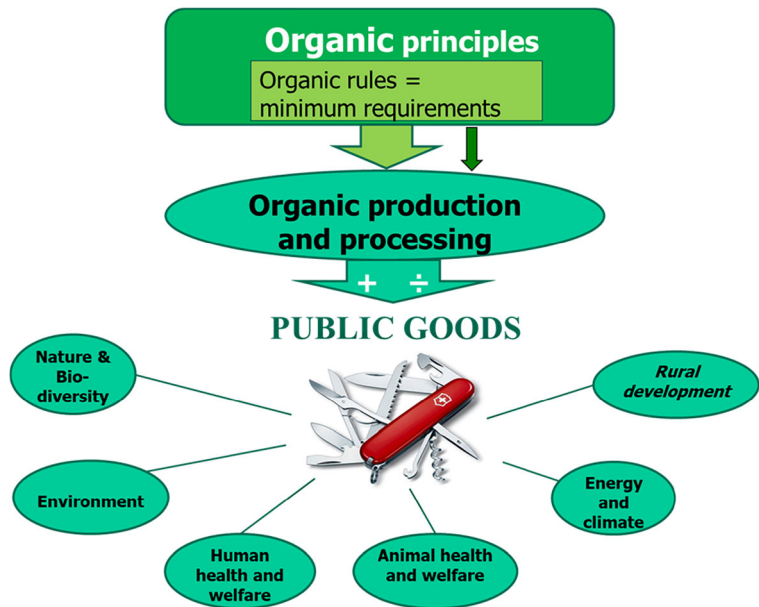 Organic principles
Organic rules =
minimum requirements
Organic production
and processing
+ ÷
PUBLIC GOODS
Nature &
Bio-
diversity
Rural
development
Environment
Energy
and
climate
Human
health and
welfare
Animal health
and welfare